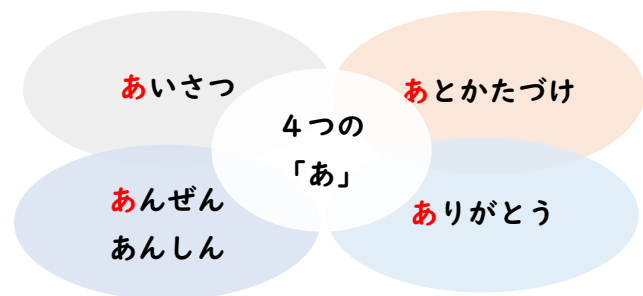 あいさつ
あとかたづけ
４つの
「あ」
あんぜん
あんしん
ありがとう